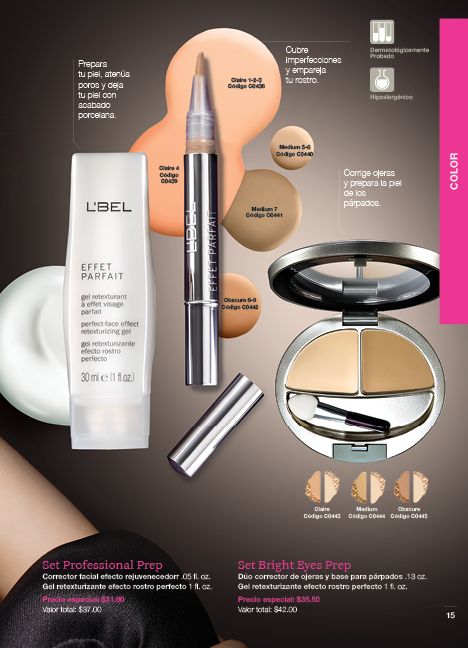 Dermatológicamente
Probado
Hipoalergénico
COLOR
Prepara
tu piel, atenúa
poros y deja
tu piel con
acabado
porcelana.
Cubre
imperfecciones
y empareja
tu rostro.
Claire 1-2-3
Código C0438
Medium 5-6
Código C0440
Claire 4
Código
C0439
Medium 7
Código C0441
Obscure 8-9
Código C0442
Corrige ojeras
y prepara la piel
de los
párpados.
L'BEL
EFFET
PARFAIT
gel retexturant
à effet visage
parfait
perfect face effect
retexturizing gel
gel retexturizante
efecto rostro
perfecto
30 ml e (1 fl.oz.)
L'BEL
EFFET PARFAIT
Claire
Código C0443
Medium
Código C0444
Obscure
Código C0445
Set Professional Prep
Corrector facial efecto rejuvenecedorr .05 fl. oz.
Gel retexturizante efecto rostro perfecto 1 fl. oz.
Precio especial: $31.00
Valor total: $37.00
Set Bright Eyes Prep
Dúo corrector de ojeras y base para párpados .13 oz.
Gel retexturizante efecto rostro perfecto 1 fl. oz.
Precio especial: $35.50
Valor total: $42.00
15